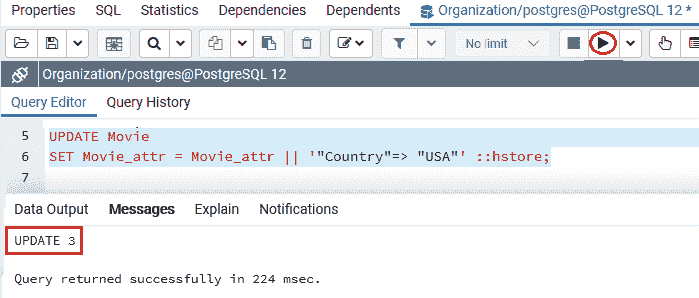 Properties SQL Statistics Dependencies Dependents Organization/postgres@PostgreSQL 12 *
No limit
Organization/postgres@PostgreSQL 12
Query Editor Query History
5 UPDATE Movie
6 SET Movie_attr = Movie_attr || '"Country"=> "USA"' ::hstore;
7
Data Output Messages Explain Notifications
UPDATE 3
Query returned successfully in 224 msec.